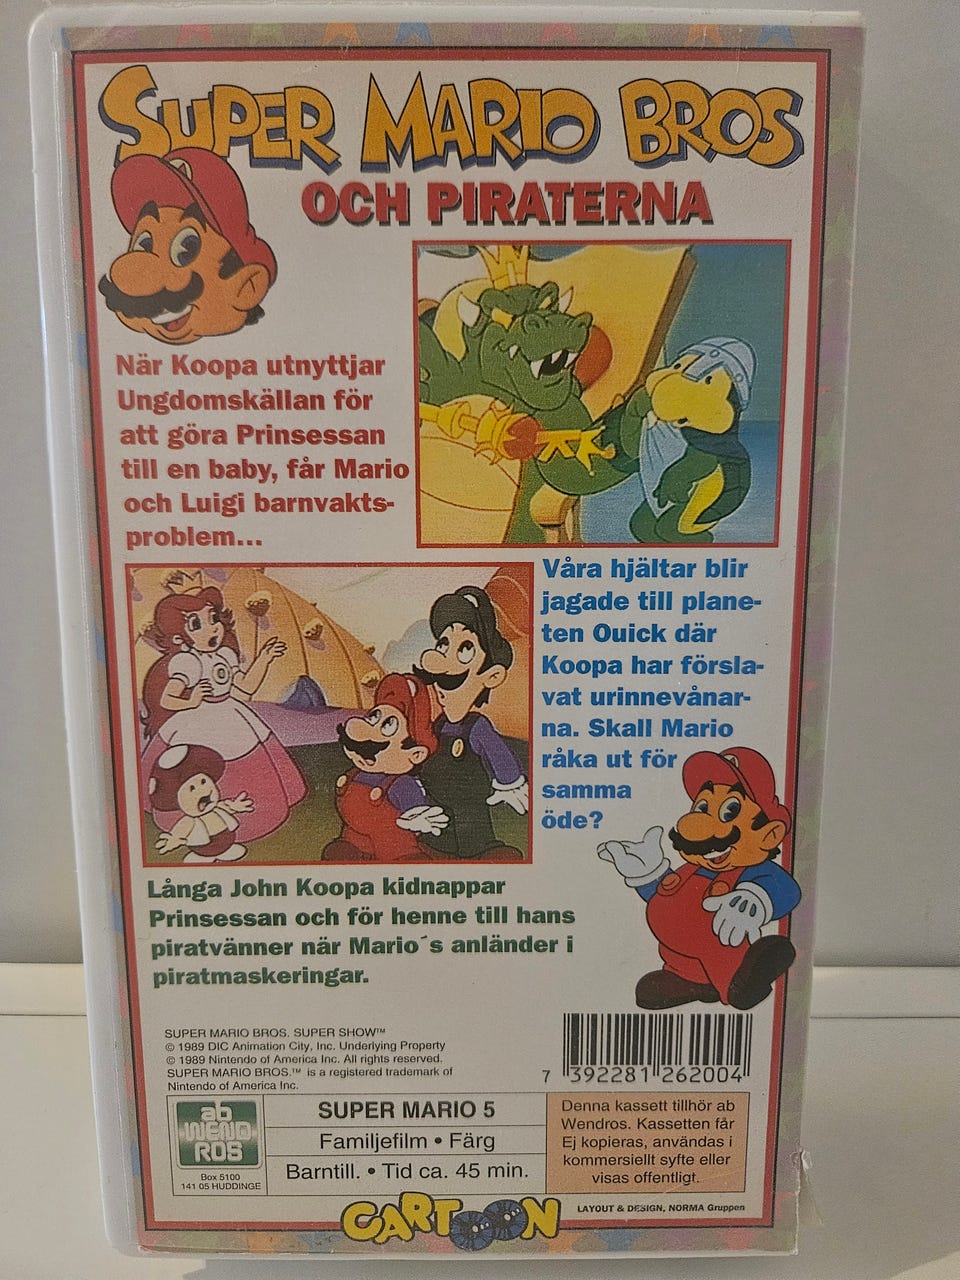 SUPER MARIO BROS
OCH PIRATERNA
När Koopa utnyttjar
Ungdomskällan för
att göra Prinsessan
till en baby, får Mario
och Luigi barnvakts-
problem...
Våra hjältar blir
jagade till plane-
ten Ouick där
Koopa har försla-
vat urinnevånar-
na. Skall Mario
råka ut för
samma
öde?
Långa John Koopa kidnappar
Prinsessan och för henne till hans
piratvänner när Mario´s anländer i
piratmaskeringar.
SUPER MARIO BROS. SUPER SHOW™
© 1989 DIC Animation City, Inc. Underlying Property
© 1989 Nintendo of America Inc. All rights reserved.
SUPER MARIO BROS.™ is a registered trademark of
Nintendo of America Inc.
7 392281 262004
ab
WEND
ROS
Box 5100
141 05 HUDDINGE
SUPER MARIO 5
Familjefilm • Färg
Barntill. • Tid ca. 45 min.
Denna kassett tillhör ab
Wendros. Kassetten får
Ej kopieras, användas i
kommersiellt syfte eller
visas offentligt.
CARTOON
LAYOUT & DESIGN, NORMA Gruppen